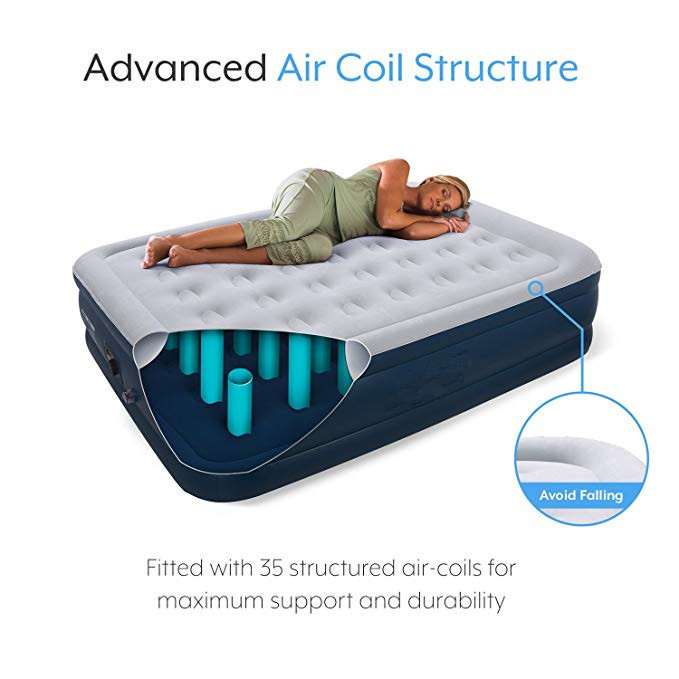 Advanced Air Coil Structure
Avoid Falling
Fitted with 35 structured air-coils for
maximum support and durability